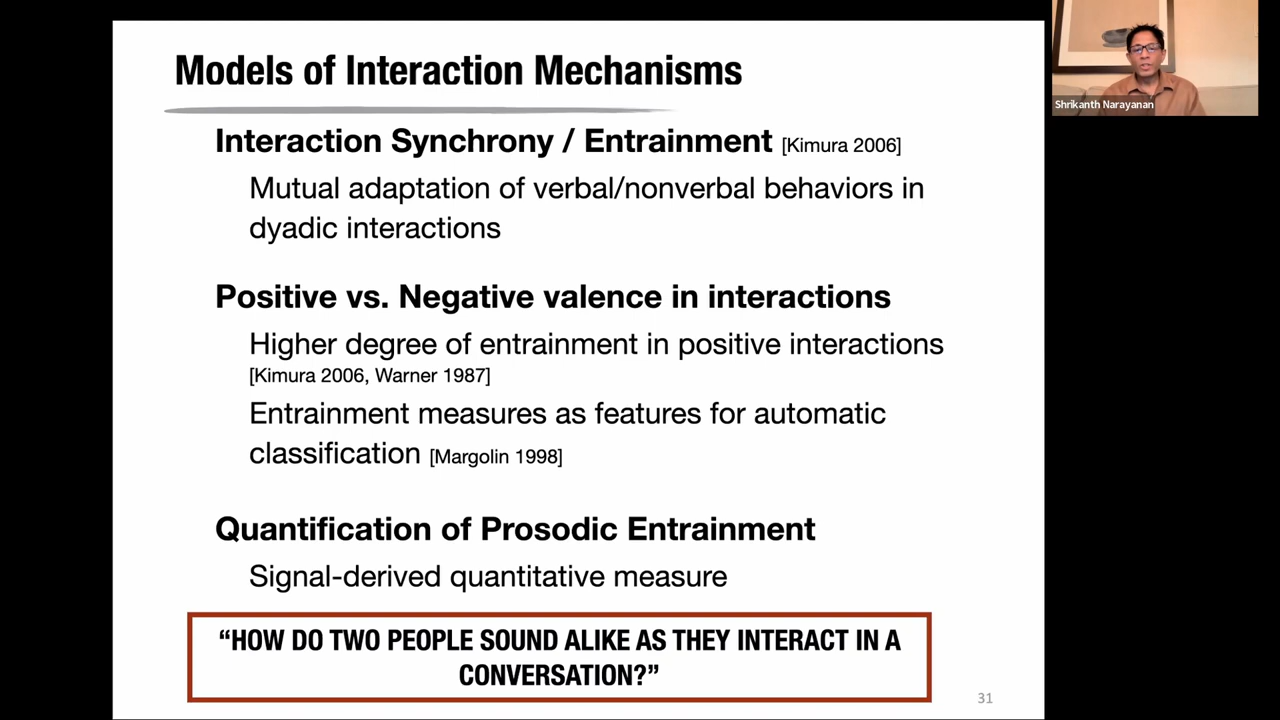 Models of Interaction Mechanisms
Shrikanth Narayanan
Interaction Synchrony / Entrainment [Kimura 2006]
Mutual adaptation of verbal/nonverbal behaviors in
dyadic interactions
Positive vs. Negative valence in interactions
Higher degree of entrainment in positive interactions
[Kimura 2006, Warner 1987]
Entrainment measures as features for automatic
classification [Margolin 1998]
Quantification of Prosodic Entrainment
Signal-derived quantitative measure
“HOW DO TWO PEOPLE SOUND ALIKE AS THEY INTERACT IN A
CONVERSATION?”
31